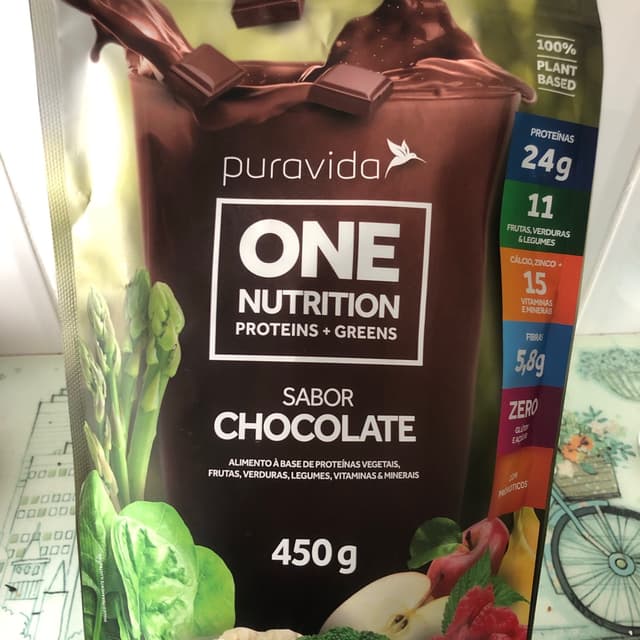 100%
PLANT
BASED
puravida
PROTEÍNAS
24g
11
FRUTAS, VERDURAS
& LEGUMES
ONE
NUTRITION
PROTEINS + GREENS
CÁLCIO, ZINCO +
15
VITAMINAS
E MINERAIS
FIBRAS
5,8g
SABOR
CHOCOLATE
ZERO
ALIMENTO À BASE DE PROTEÍNAS VEGETAIS,
FRUTAS, VERDURAS, LEGUMES, VITAMINAS & MINERAIS
COM
450g